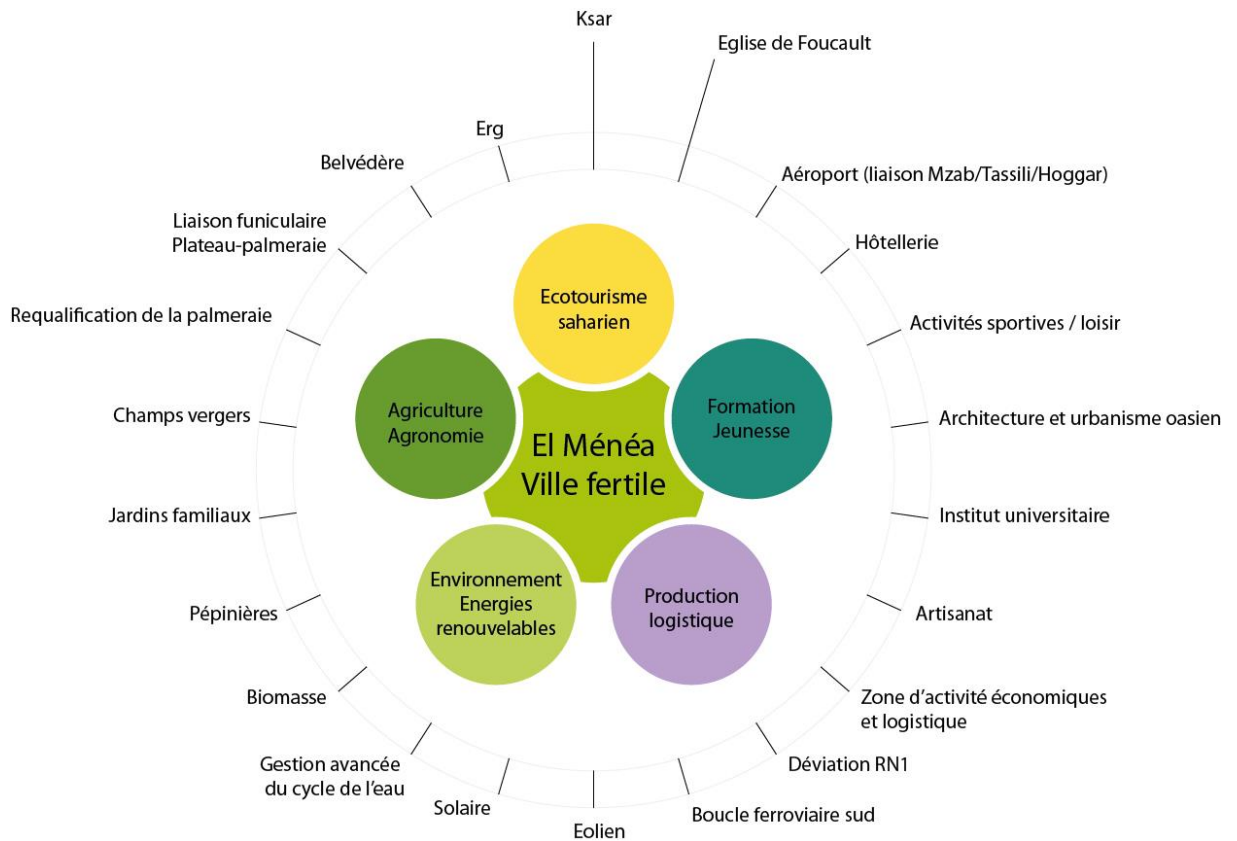 Ksar
Eglise de Foucault
Aéroport (liaison Mzab/Tassili/Hoggar)
Hôtellerie
Activités sportives / loisir
Architecture et urbanisme oasien
Institut universitaire
Artisanat
Zone d'activité économiques
et logistique
Déviation RN1
Boucle ferroviaire sud
Eolien
Solaire
Gestion avancée
du cycle de l'eau
Biomasse
Pépinières
Jardins familiaux
Champs vergers
Requalification de la palmeraie
Liaison funiculaire
Plateau-palmeraie
Belvédère
Erg
Ecotourisme
saharien
Formation
Jeunesse
Production
logistique
Environnement
Energies
renouvelables
Agriculture
Agronomie
El Ménéa
Ville fertile